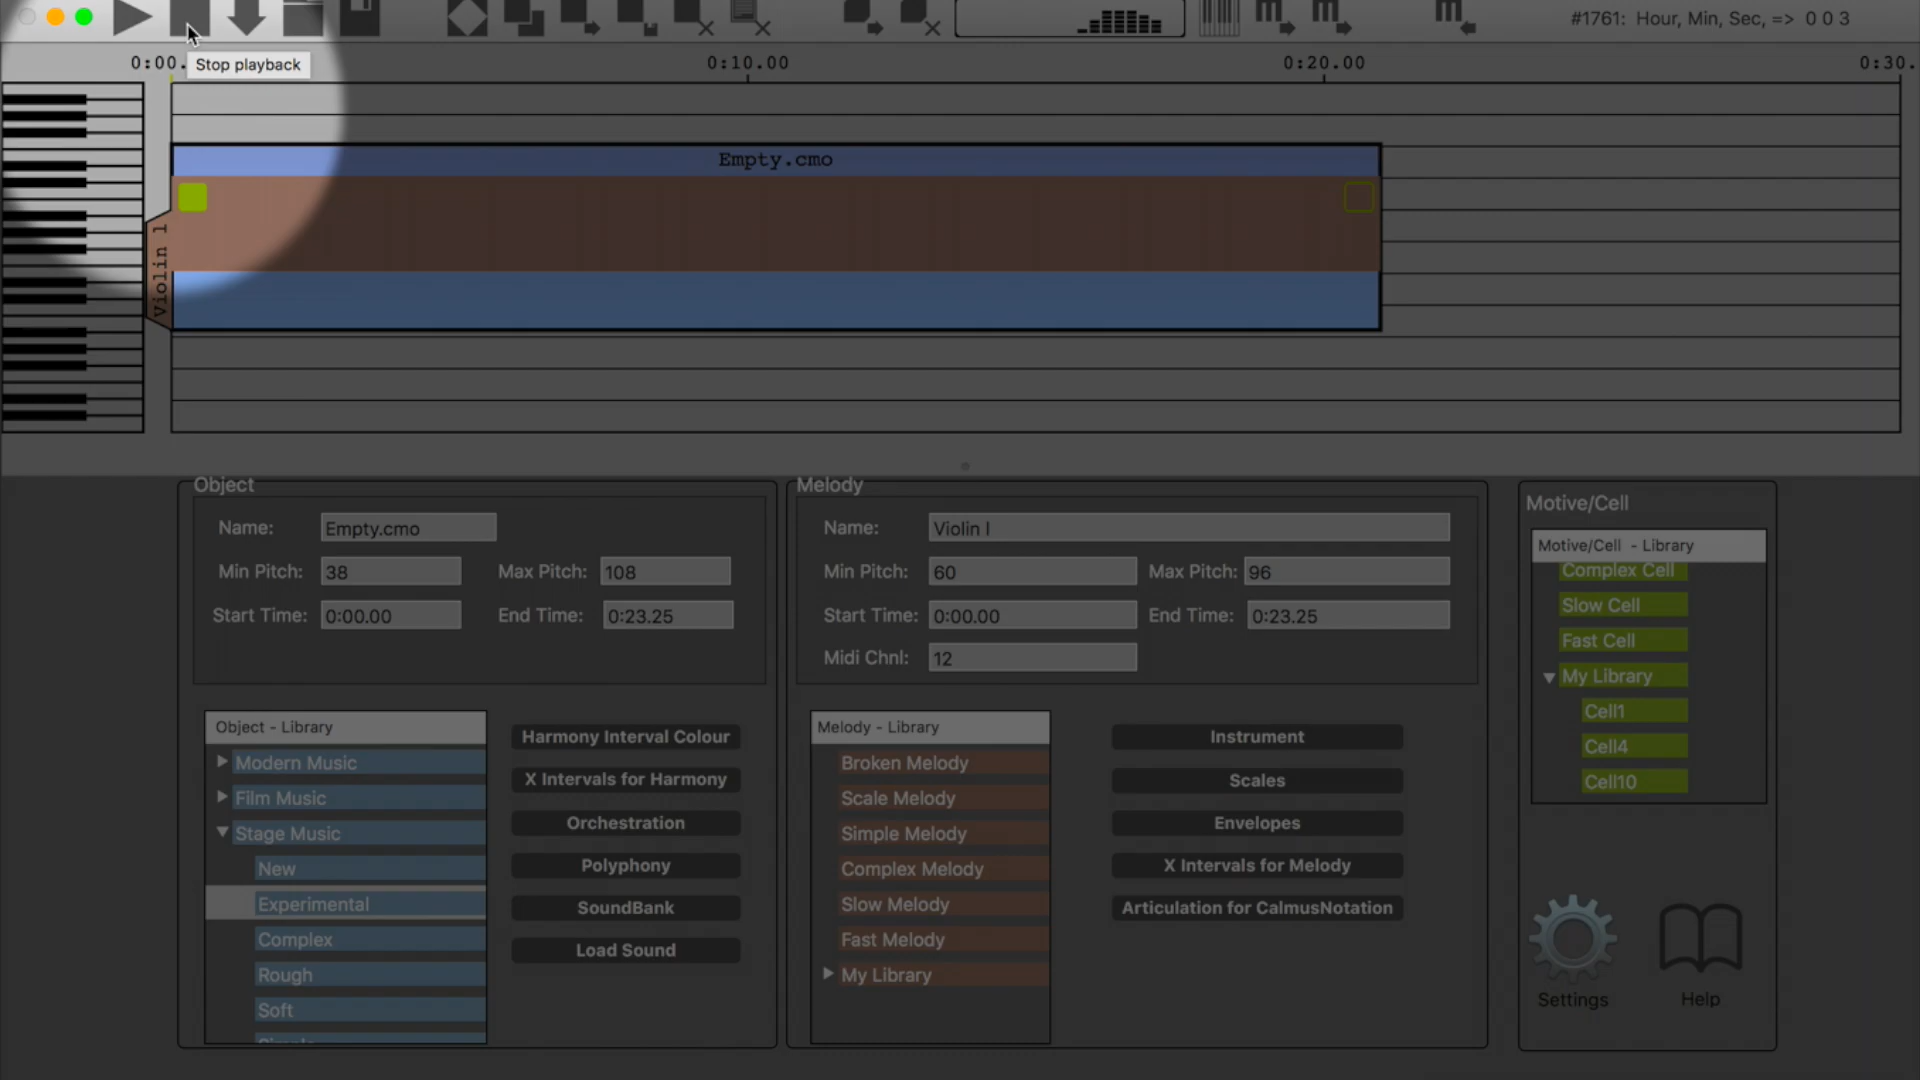 #1761: Hour, Min, Sec, => 0 0 3
0:00.
0:10.00
0:20.00
0:30.
Stop playback
Empty.cmo
Violin l
Object
Name: Empty.cmo
Min Pitch: 38 Max Pitch: 108
Start Time: 0:00.00 End Time: 0:23.25
Object - Library
Modern Music
Film Music
Stage Music
New
Experimental
Complex
Rough
Soft
Harmony Interval Colour
X Intervals for Harmony
Orchestration
Polyphony
SoundBank
Load Sound
Melody
Name: Violin l
Min Pitch: 60 Max Pitch: 96
Start Time: 0:00.00 End Time: 0:23.25
Midi Chnl: 12
Melody - Library
Broken Melody
Scale Melody
Simple Melody
Complex Melody
Slow Melody
Fast Melody
My Library
Instrument
Scales
Envelopes
X Intervals for Melody
Articulation for CalmusNotation
Motive/Cell
Motive/Cell - Library
Complex Cell
Slow Cell
Fast Cell
My Library
Cell1
Cell4
Cell10
Settings
Help